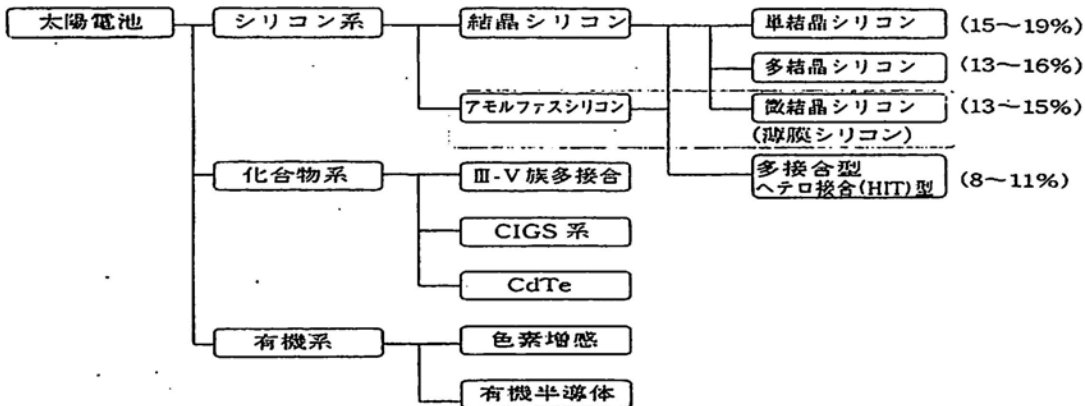 太陽電池
シリコン系
結晶シリコン
単結晶シリコン (15～19%)
多結晶シリコン (13～16%)
アモルファスシリコン
微結晶シリコン (13～15%)
(薄膜シリコン)
多接合型
ヘテロ接合(HIT)型 (8～11%)
化合物系
Ⅲ-Ⅴ族多接合
CIGS 系
CdTe
有機系
色素増感
有機半導体